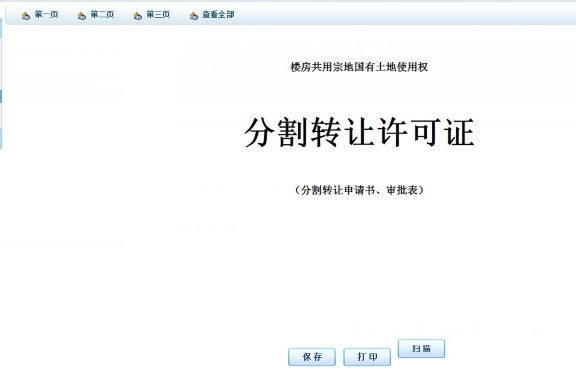 第一页 第二页 第三页 查看全部
楼房共用宗地国有土地使用权
分割转让许可证
（分割转让申请书、审批表）
保存 打印 扫描